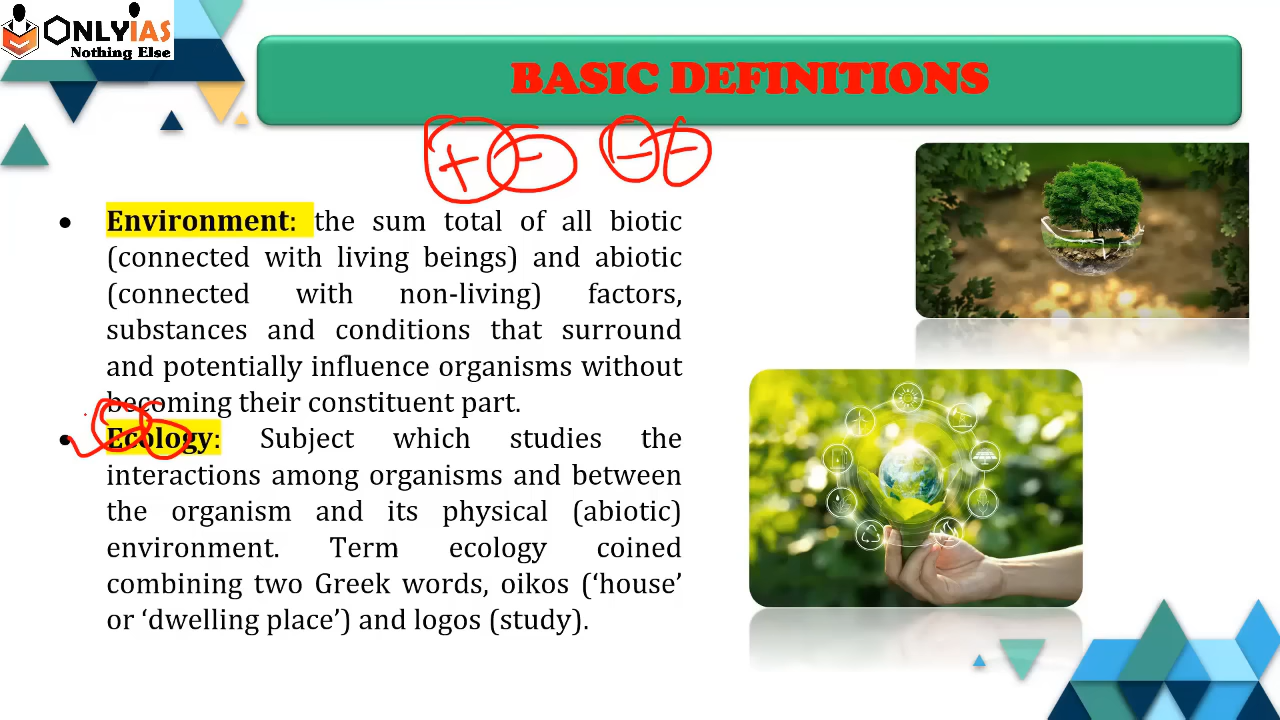 ONLYIAS
Nothing Else
BASIC DEFINITIONS
+ - - -
• Environment: the sum total of all biotic
(connected with living beings) and abiotic
(connected with non-living) factors,
substances and conditions that surround
and potentially influence organisms without
becoming their constituent part.
• Ecology: Subject which studies the
interactions among organisms and between
the organism and its physical (abiotic)
environment. Term ecology coined
combining two Greek words, oikos (‘house’
or ‘dwelling place’) and logos (study).